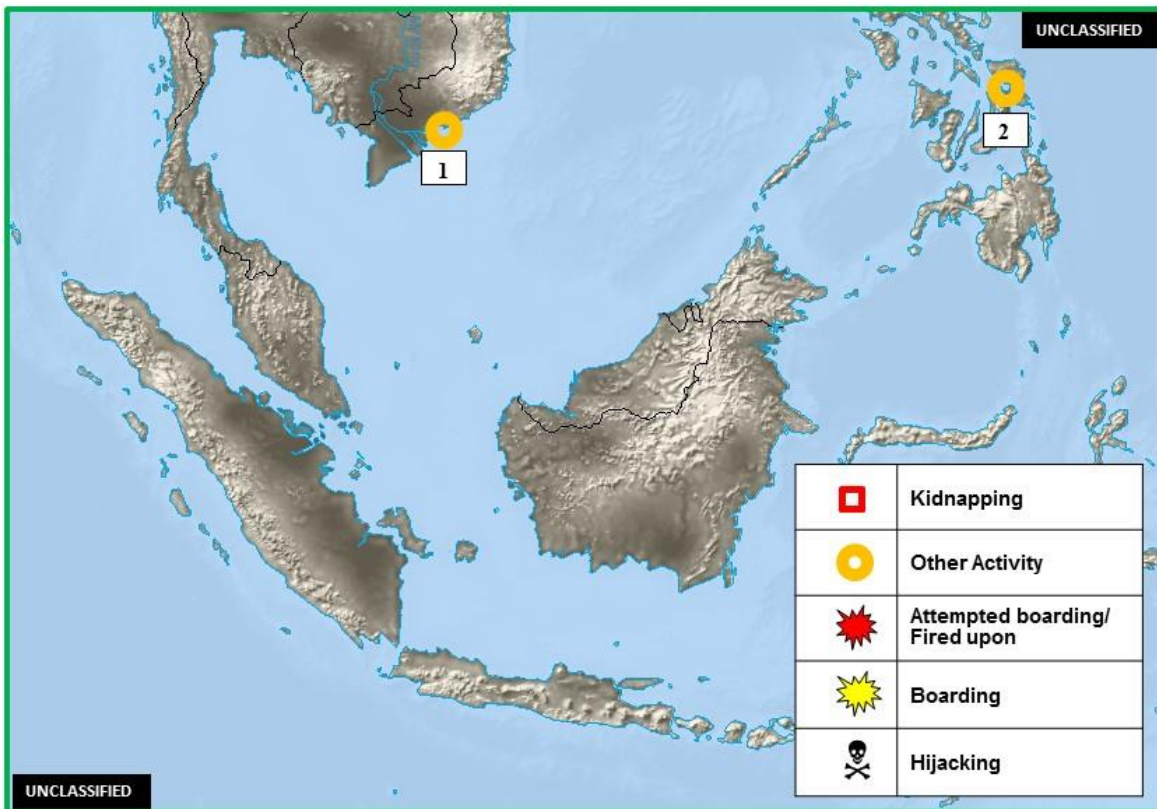 UNCLASSIFIED
1
2
Kidnapping
Other Activity
Attempted boarding/
Fired upon
Boarding
Hijacking
UNCLASSIFIED